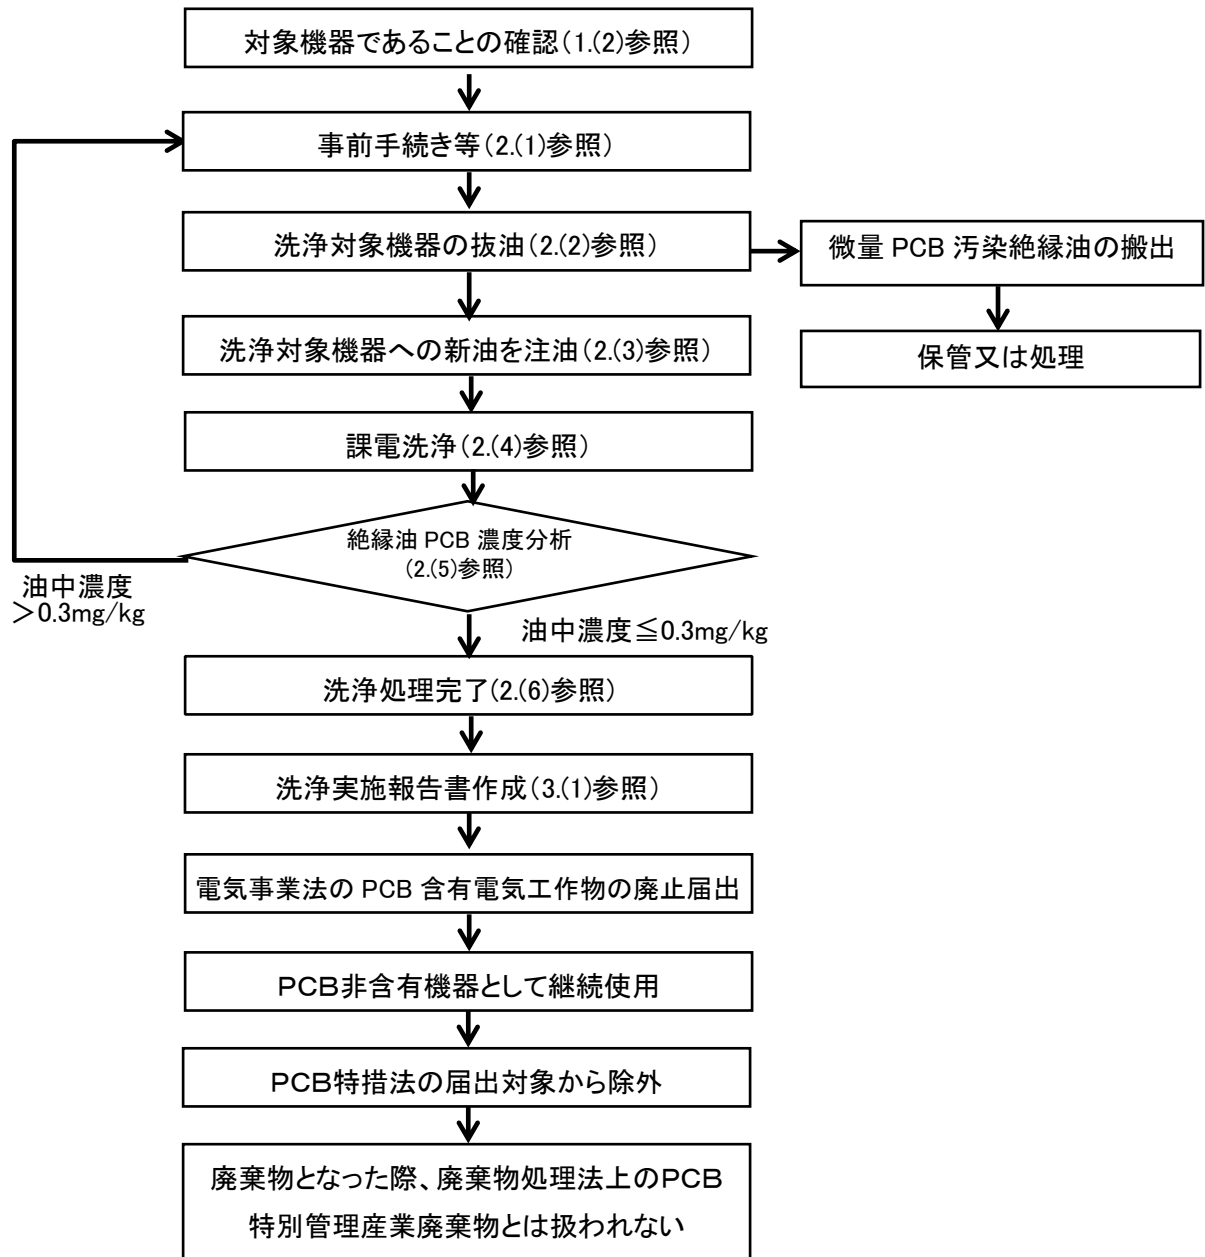 対象機器であることの確認(1.(2)参照)
事前手続き等(2.(1)参照)
洗浄対象機器の抜油(2.(2)参照)
微量 PCB 汚染絶縁油の搬出
洗浄対象機器への新油を注油(2.(3)参照)
保管又は処理
課電洗浄(2.(4)参照)
絶縁油 PCB 濃度分析
(2.(5)参照)
油中濃度
＞0.3mg/kg
油中濃度≦0.3mg/kg
洗浄処理完了(2.(6)参照)
洗浄実施報告書作成(3.(1)参照)
電気事業法の PCB 含有電気工作物の廃止届出
ＰＣＢ非含有機器として継続使用
ＰＣＢ特措法の届出対象から除外
廃棄物となった際、廃棄物処理法上のＰＣＢ
特別管理産業廃棄物とは扱われない